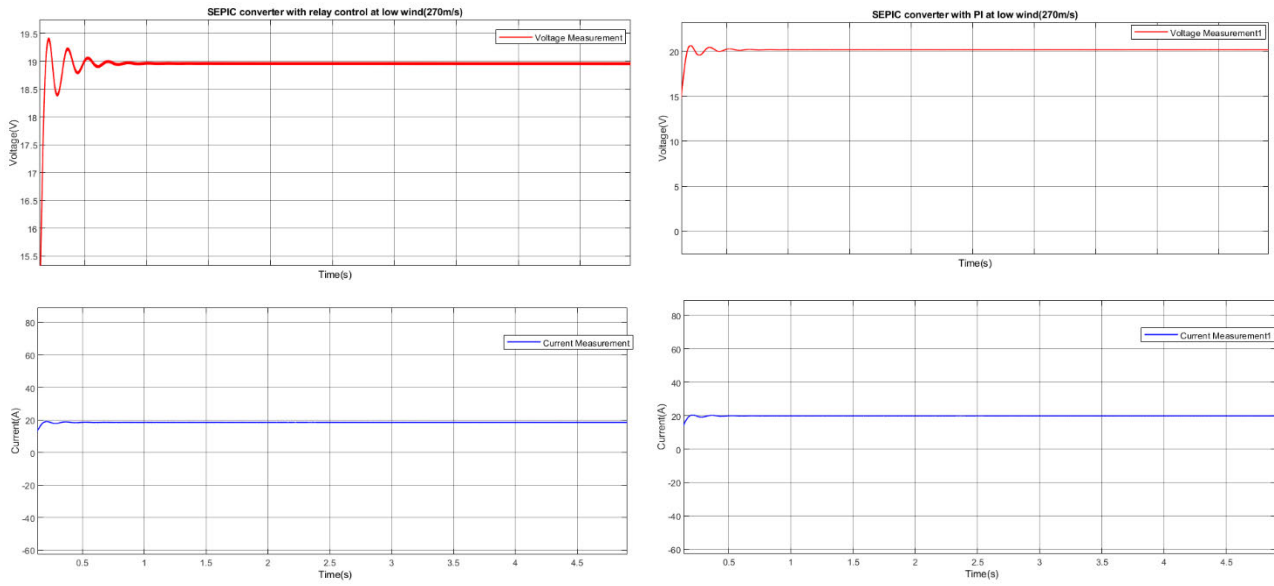 SEPIC converter with relay control at low wind(270m/s)
19.5
19
18.5
18
17.5
17
16.5
16
15.5
Voltage(V)
Voltage Measurement
Time(s)
SEPIC converter with PI at low wind(270m/s)
20
15
10
5
0
Voltage(V)
Voltage Measurement1
Time(s)
80
60
40
20
0
-20
-40
-60
Current(A)
Current Measurement
0.5 1 1.5 2 2.5 3 3.5 4 4.5
Time(s)
80
60
40
20
0
-20
-40
-60
Current(A)
Current Measurement1
0.5 1 1.5 2 2.5 3 3.5 4 4.5
Time(s)